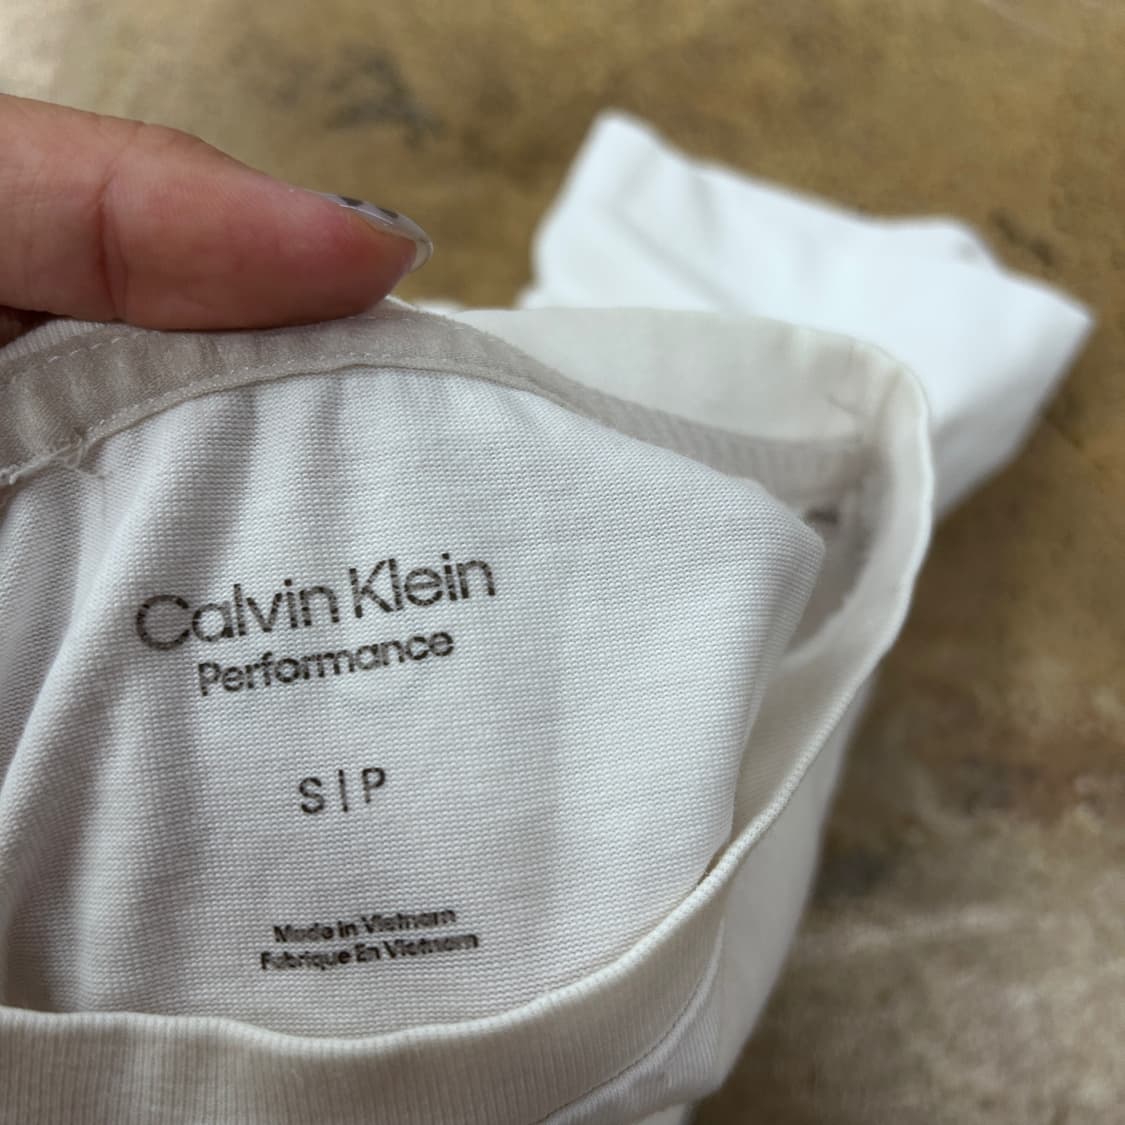 Calvin Klein
Performance
S|P
Made in Vietnam
Fabrique En Vietnam